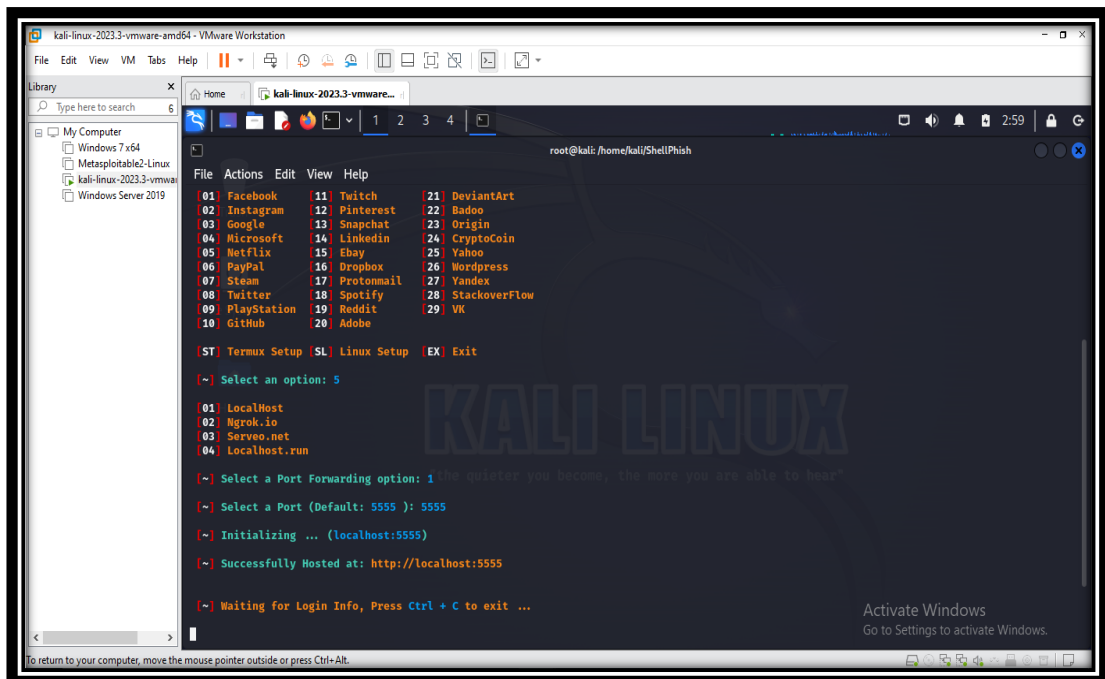 kali-linux-2023.3-vmware-amd64 - VMware Workstation
File Edit View VM Tabs Help
Library
Type here to search
6
Home
kali-linux-2023.3-vmware...
1 2 3 4
2:59
My Computer
Windows 7 x64
Metasploitable2-Linux
kali-linux-2023.3-vmwar
Windows Server 2019
root@kali: /home/kali/ShellPhish
File Actions Edit View Help
[01] Facebook [11] Twitch [21] DeviantArt
[02] Instagram [12] Pinterest [22] Badoo
[03] Google [13] Snapchat [23] Origin
[04] Microsoft [14] Linkedin [24] CryptoCoin
[05] Netflix [15] Ebay [25] Yahoo
[06] PayPal [16] Dropbox [26] Wordpress
[07] Steam [17] Protonmail [27] Yandex
[08] Twitter [18] Spotify [28] StackoverFlow
[09] PlayStation [19] Reddit [29] VK
[10] GitHub [20] Adobe
[ST] Termux Setup [SL] Linux Setup [EX] Exit
[~] Select an option: 5
[01] LocalHost
[02] Ngrok.io
[03] Serveo.net
[04] Localhost.run
KALI LINUX
"the quieter you become, the more you are able to hear"
[~] Select a Port Forwarding option: 1
[~] Select a Port (Default: 5555 ): 5555
[~] Initializing ... (localhost:5555)
[~] Successfully Hosted at: http://localhost:5555
[~] Waiting for Login Info, Press Ctrl + C to exit ...
Activate Windows
Go to Settings to activate Windows.
To return to your computer, move the mouse pointer outside or press Ctrl+Alt.